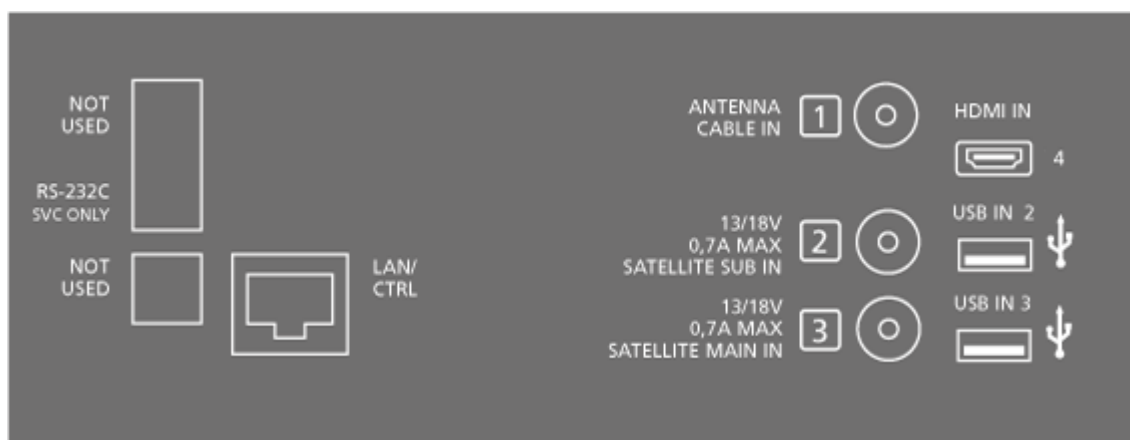 NOT
USED
RS-232C
SVC ONLY
NOT
USED
LAN/
CTRL
ANTENNA
CABLE IN
1
13/18V
0,7A MAX
SATELLITE SUB IN
2
13/18V
0,7A MAX
SATELLITE MAIN IN
3
HDMI IN
4
USB IN 2
USB IN 3